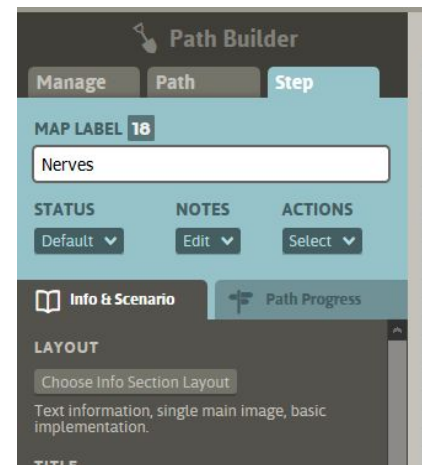 Path Builder
Manage Path Step
MAP LABEL 18
Nerves
STATUS NOTES ACTIONS
Default Edit Select
Info & Scenario Path Progress
LAYOUT
Choose Info Section Layout
Text information, single main image, basic
implementation.
TITLE